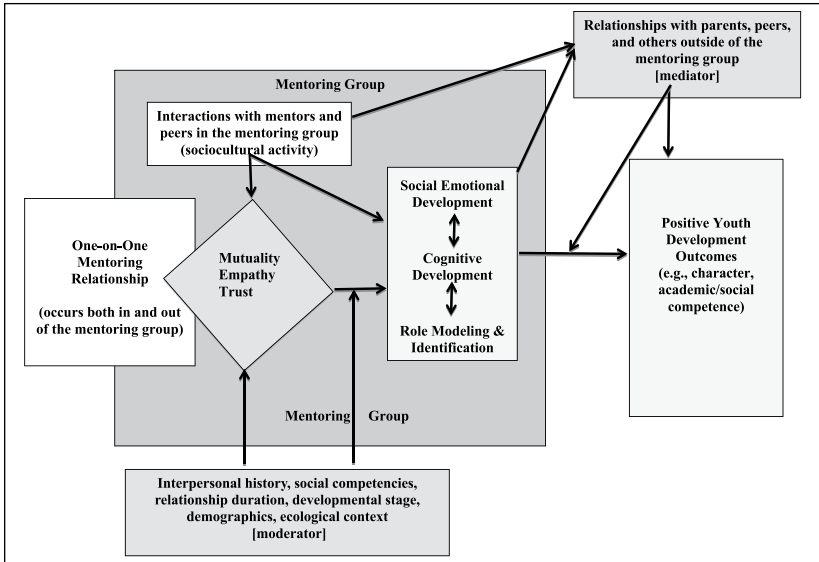 Relationships with parents, peers,
and others outside of the
mentoring group
[mediator]
Mentoring Group
Interactions with mentors and
peers in the mentoring group
(sociocultural activity)
One-on-One
Mentoring
Relationship
(occurs both in and out
of the mentoring group)
Mutuality
Empathy
Trust
Social Emotional
Development
Cognitive
Development
Role Modeling &
Identification
Positive Youth
Development
Outcomes
(e.g., character,
academic/social
competence)
Mentoring Group
Interpersonal history, social competencies,
relationship duration, developmental stage,
demographics, ecological context
[moderator]